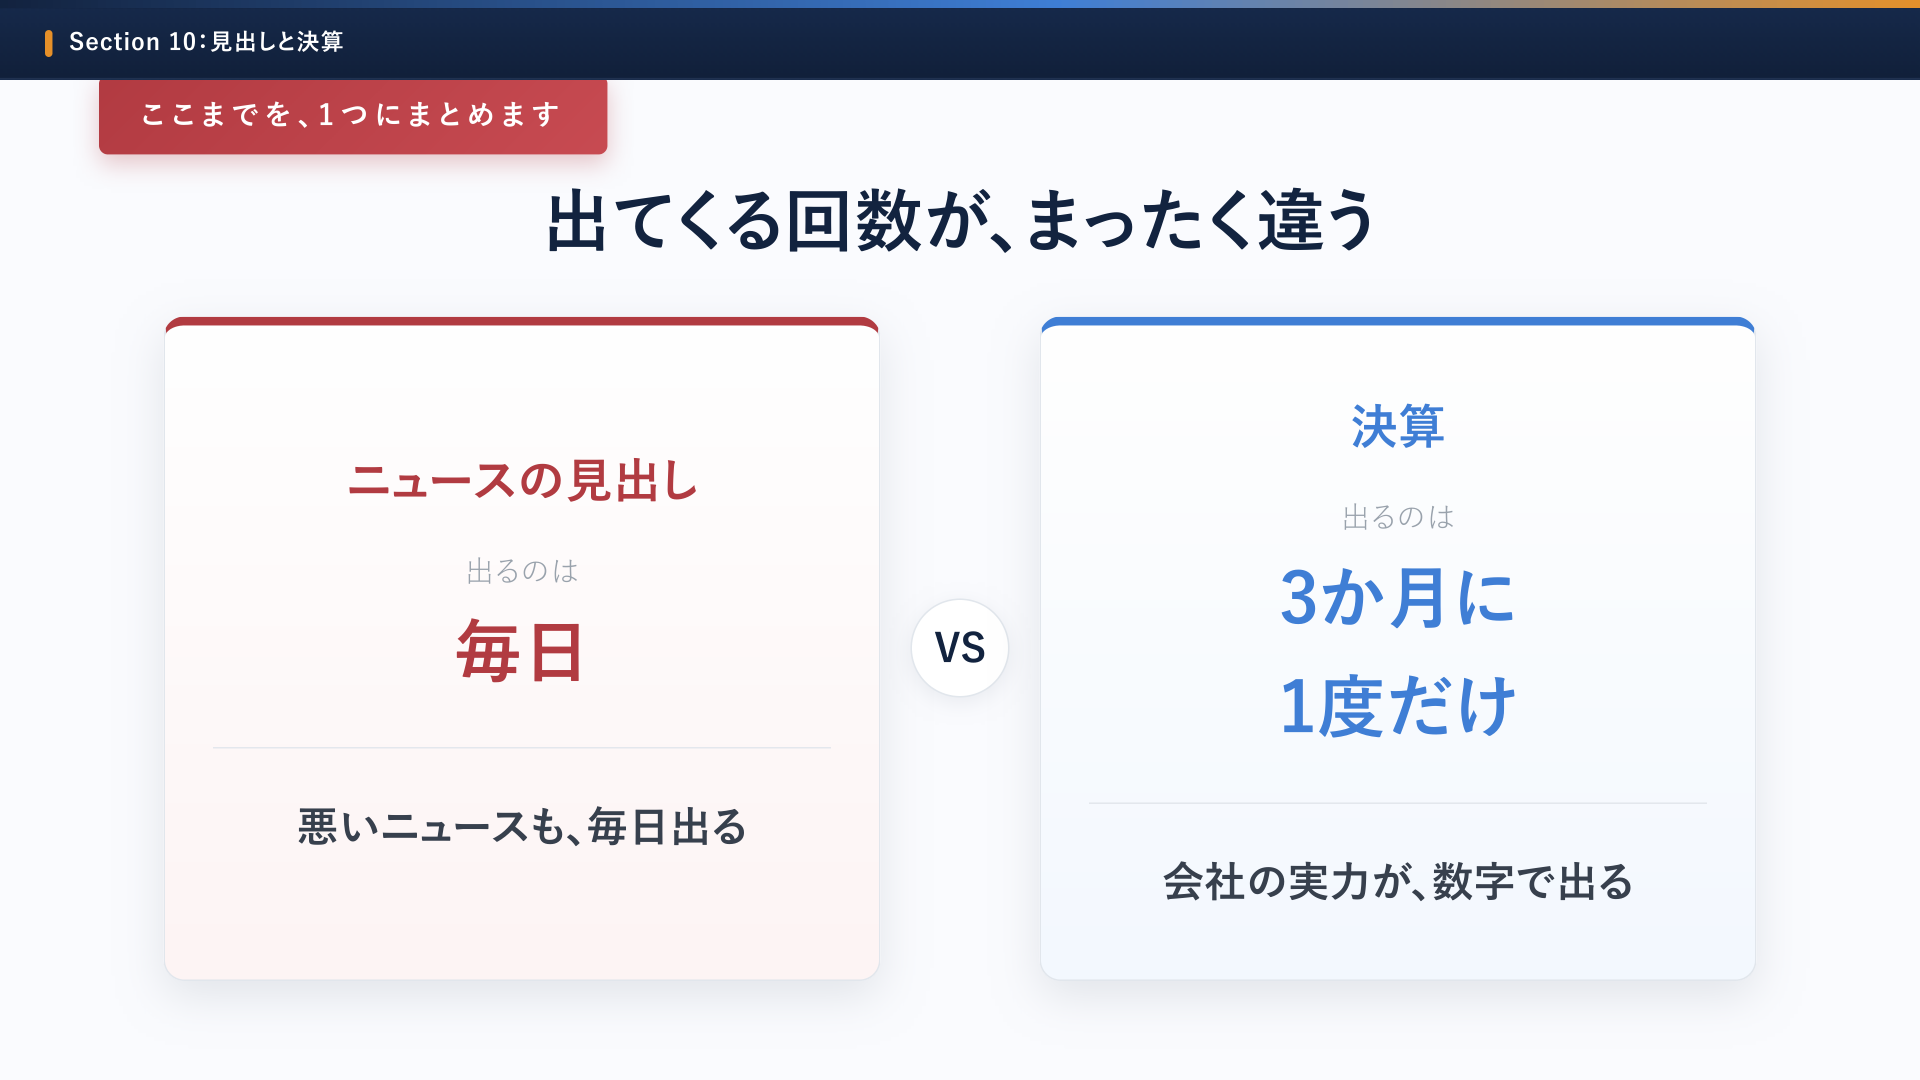 Section 10：見出しと決算
ここまでを、1つにまとめます
出てくる回数が、まったく違う
ニュースの見出し
出るのは
毎日
悪いニュースも、毎日出る
VS
決算
出るのは
3か月に
1度だけ
会社の実力が、数字で出る